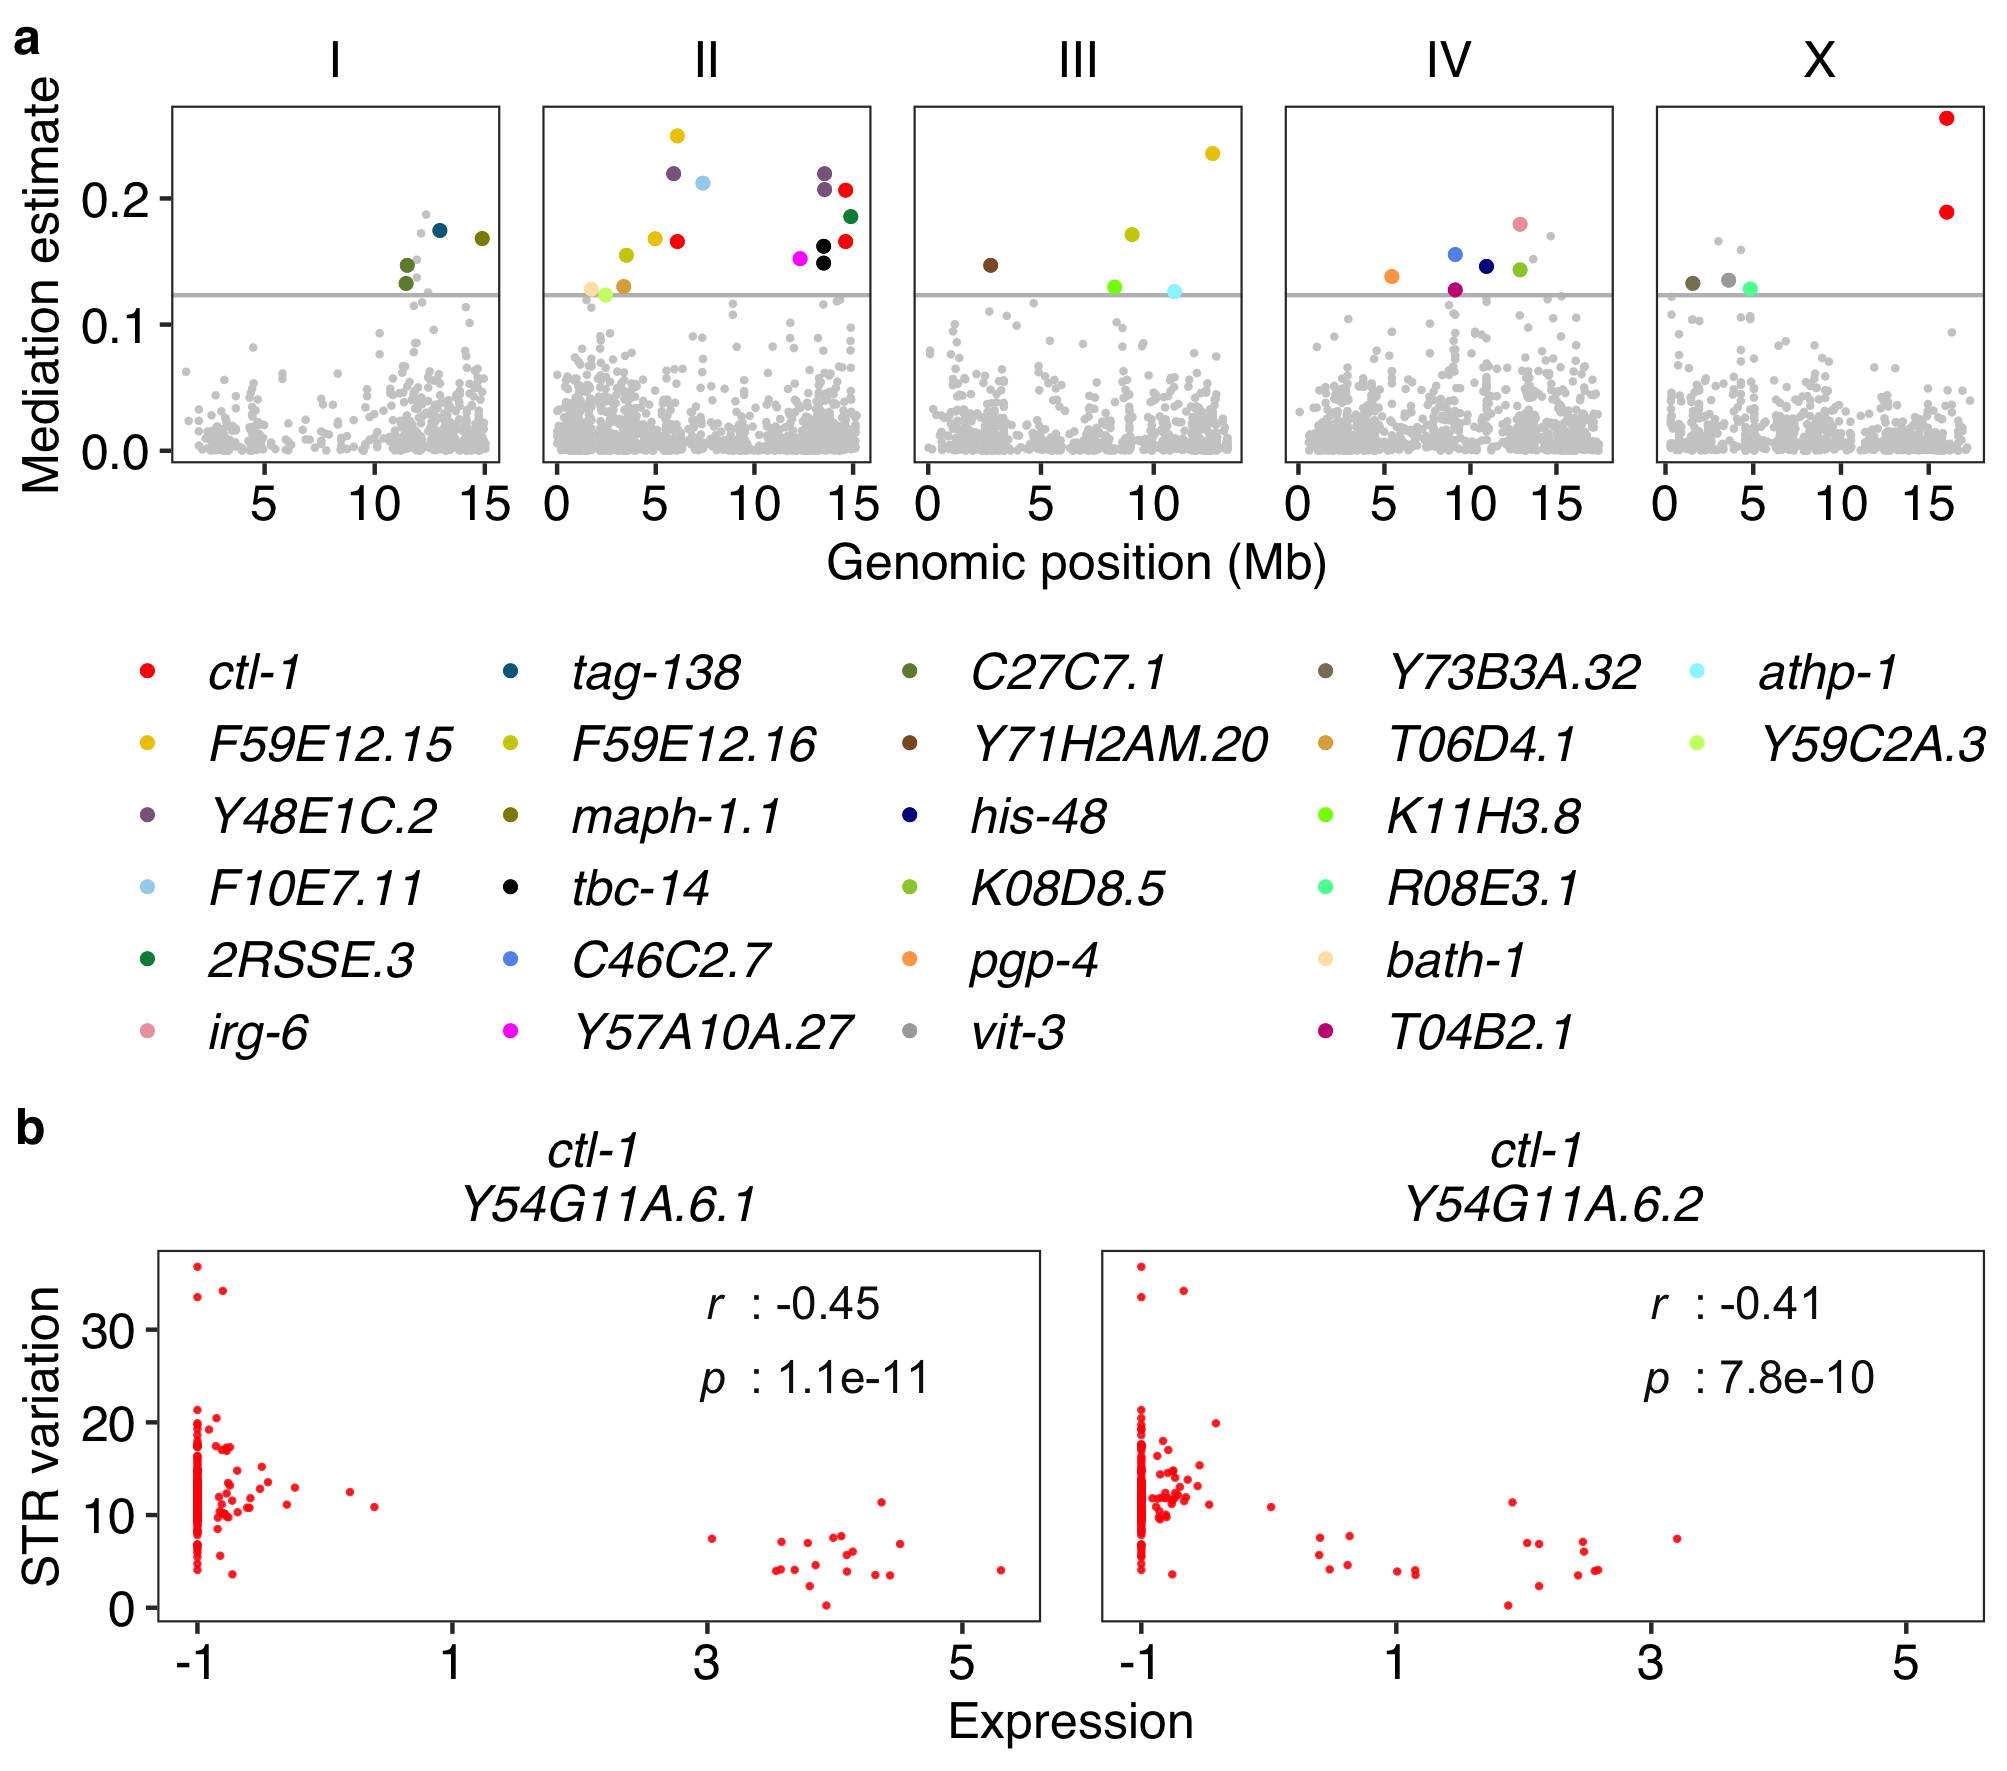 a
I II III IV X
Mediation estimate
0.2
0.1
0.0
5 10 15 0 5 10 15 0 5 10 0 5 10 15 0 5 10 15
Genomic position (Mb)
ctl-1 tag-138 C27C7.1 Y73B3A.32 athp-1
F59E12.15 F59E12.16 Y71H2AM.20 T06D4.1 Y59C2A.3
Y48E1C.2 maph-1.1 his-48 K11H3.8
F10E7.11 tbc-14 K08D8.5 R08E3.1
2RSSE.3 C46C2.7 pgp-4 bath-1
irg-6 Y57A10A.27 vit-3 T04B2.1
b
ctl-1 ctl-1
Y54G11A.6.1 Y54G11A.6.2
STR variation
30
20
10
0
r : -0.45 r : -0.41
p : 1.1e-11 p : 7.8e-10
-1 1 3 5 -1 1 3 5
Expression